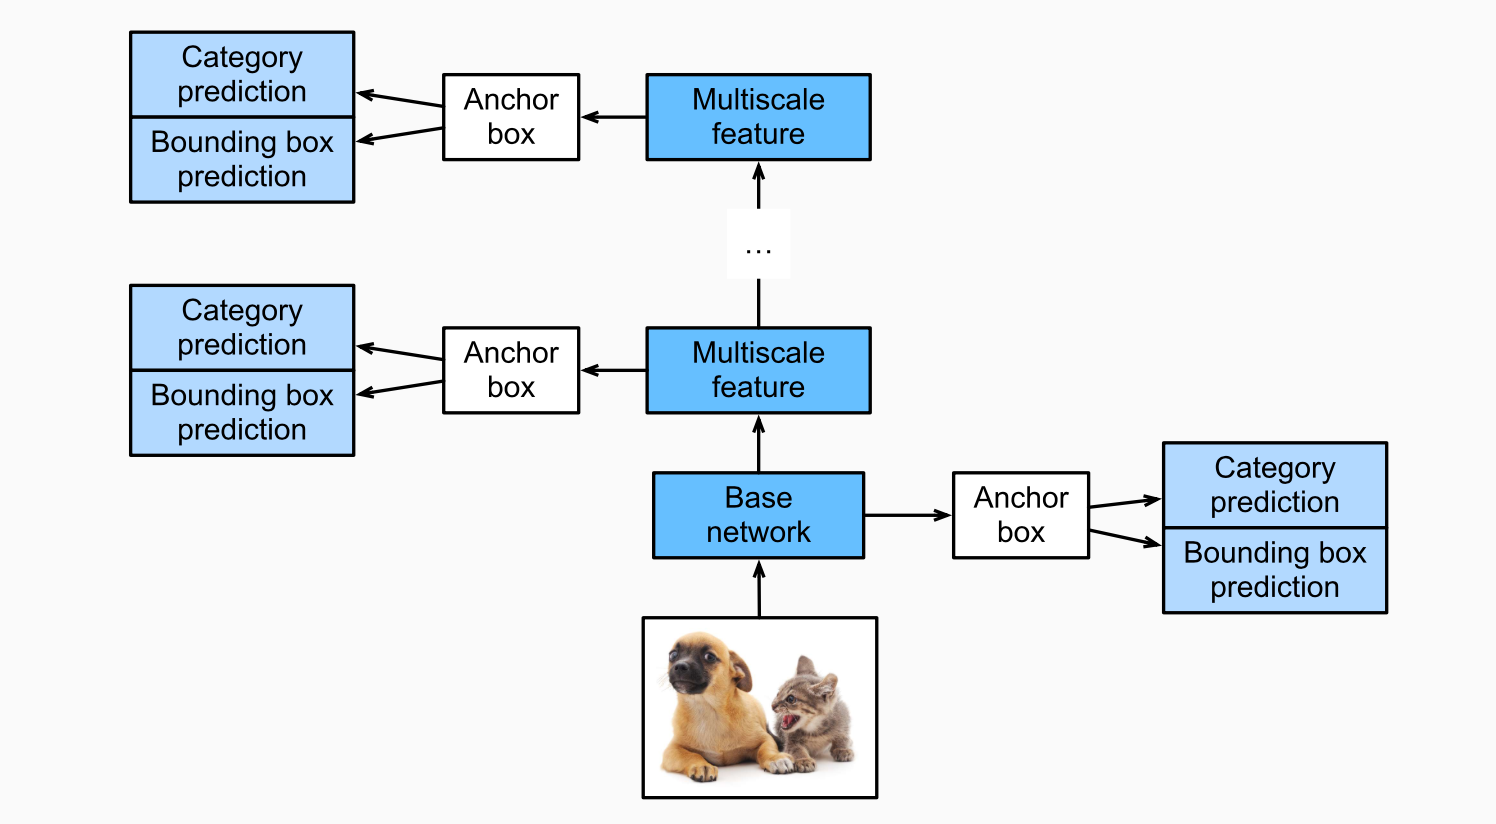 Category
prediction
Bounding box
prediction
Anchor
box
Multiscale
feature
...
Category
prediction
Bounding box
prediction
Anchor
box
Multiscale
feature
Base
network
Anchor
box
Category
prediction
Bounding box
prediction